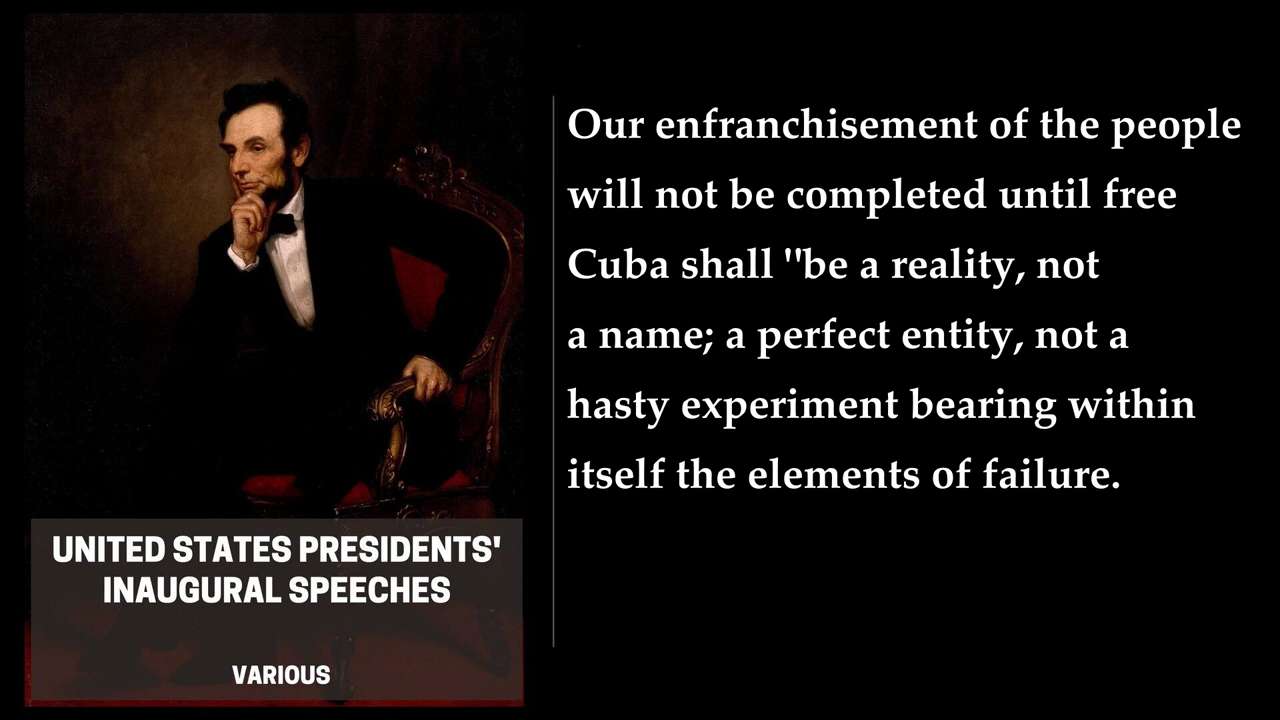 Our enfranchisement of the people
will not be completed until free
Cuba shall "be a reality, not
a name; a perfect entity, not a
hasty experiment bearing within
itself the elements of failure.
UNITED STATES PRESIDENTS'
INAUGURAL SPEECHES
VARIOUS